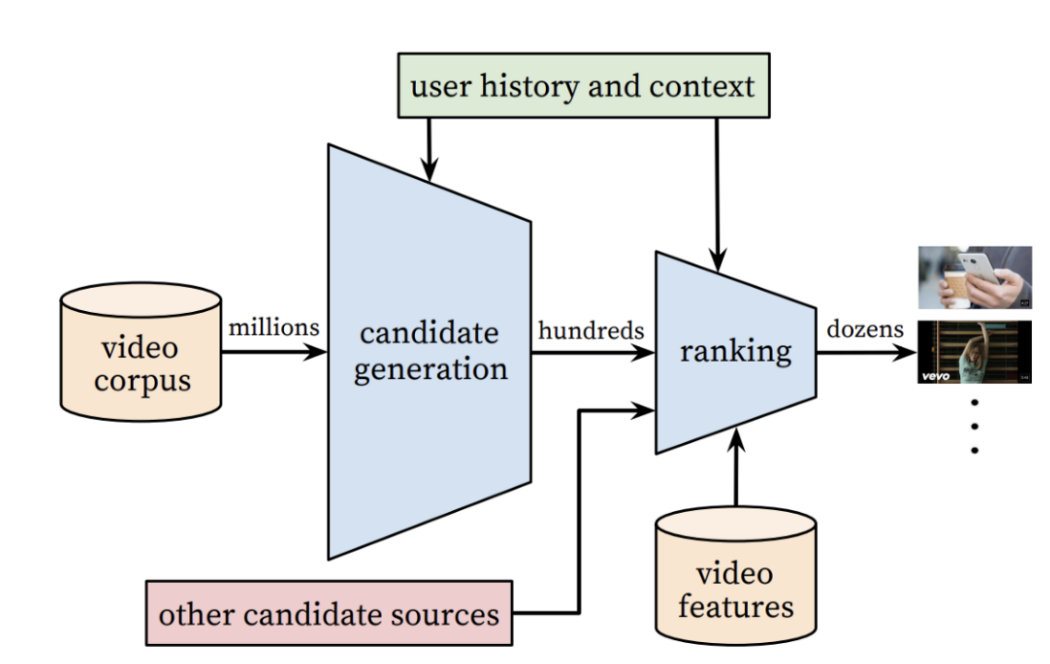 user history and context
video
corpus
millions
candidate
generation
hundreds
ranking
dozens
vevo
other candidate sources
video
features